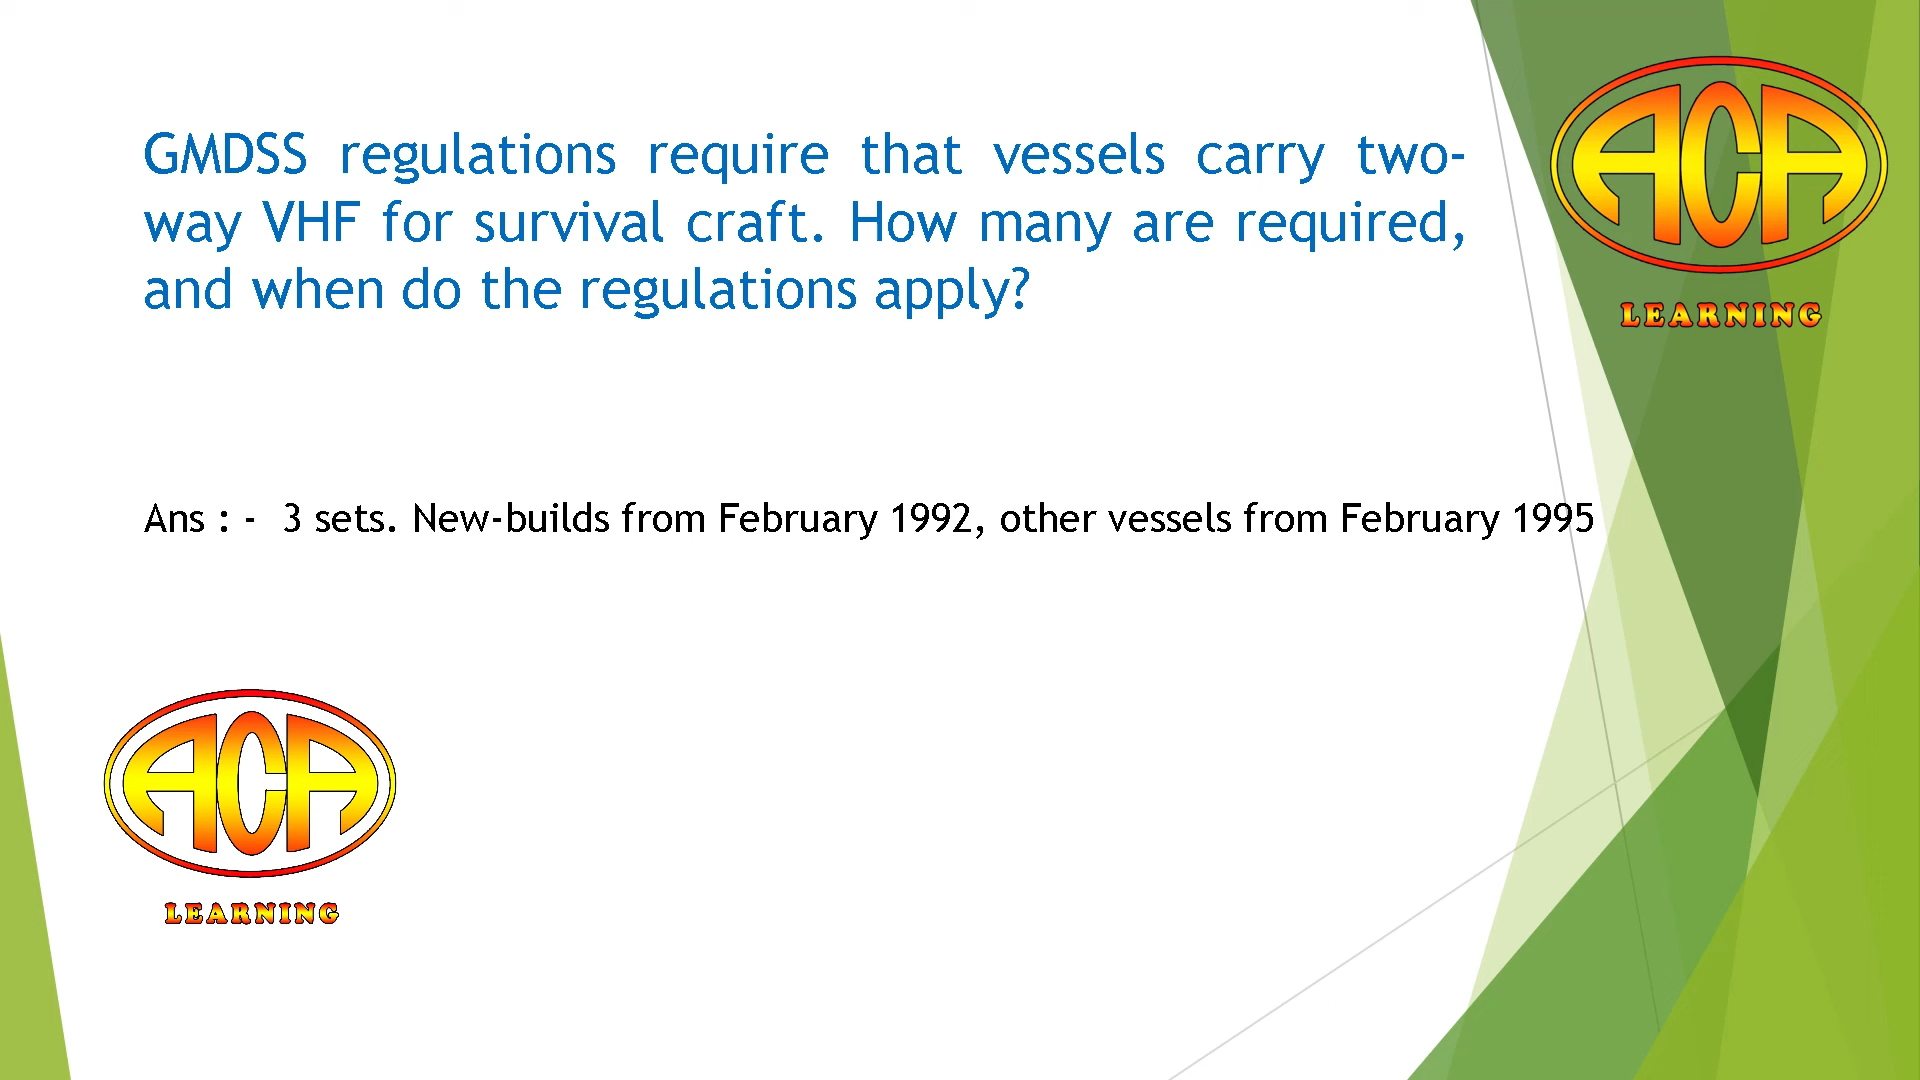 GMDSS regulations require that vessels carry two-
way VHF for survival craft. How many are required,
and when do the regulations apply?
ACA
LEARNING
Ans : - 3 sets. New-builds from February 1992, other vessels from February 1995
ACA
LEARNING